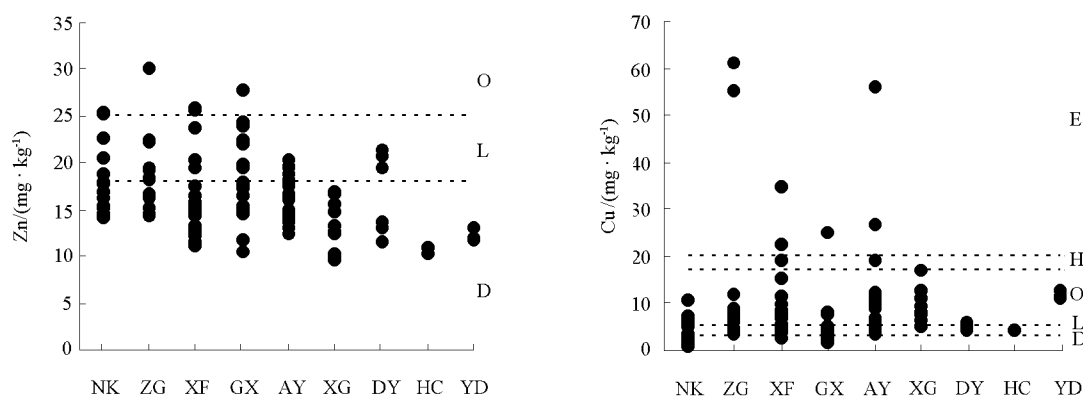 35
30
25
20
15
10
5
0
Zn/(mg · kg⁻¹)
O
L
D
NK ZG XF GX AY XG DY HC YD
70
60
50
40
30
20
10
0
Cu/(mg · kg⁻¹)
E
H
O
L
D
NK ZG XF GX AY XG DY HC YD